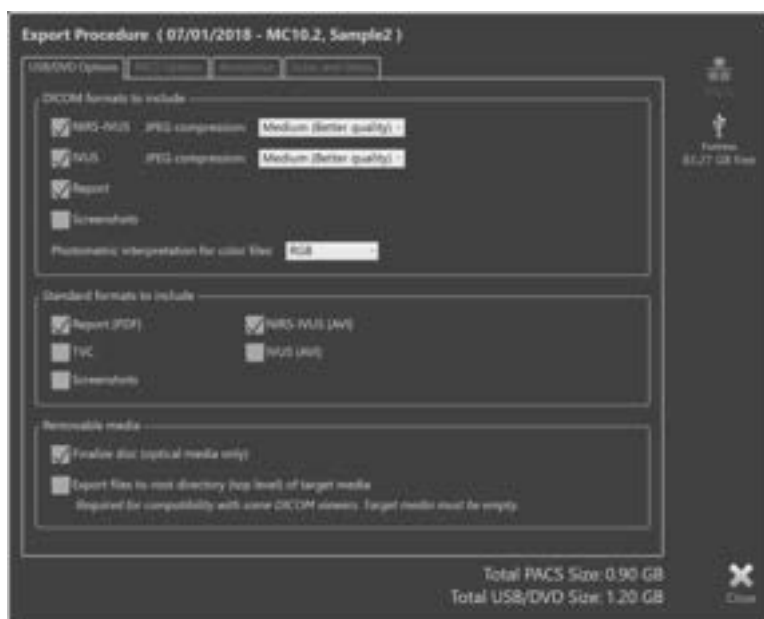 Export Procedure ( 07/01/2018 - MC10.2, Sample2 )
USB/DVD Options
DICOM formats to include
NIRS-IVUS JPEG compression: Medium (Better quality)
IVUS JPEG compression: Medium (Better quality)
Report
Screenshots
Photometric interpretation for color files: RGB
Standard formats to include
Report (PDF) NIRS-IVUS (AVI)
TVC IVUS (AVI)
Screenshots
Removable media
Finalize disc (optical media only)
Export files to root directory (top level) of target media
Required for compatibility with some DICOM viewers. Target media must be empty.
GB free
Total PACS Size: 0.90 GB
Total USB/DVD Size: 1.20 GB
Close